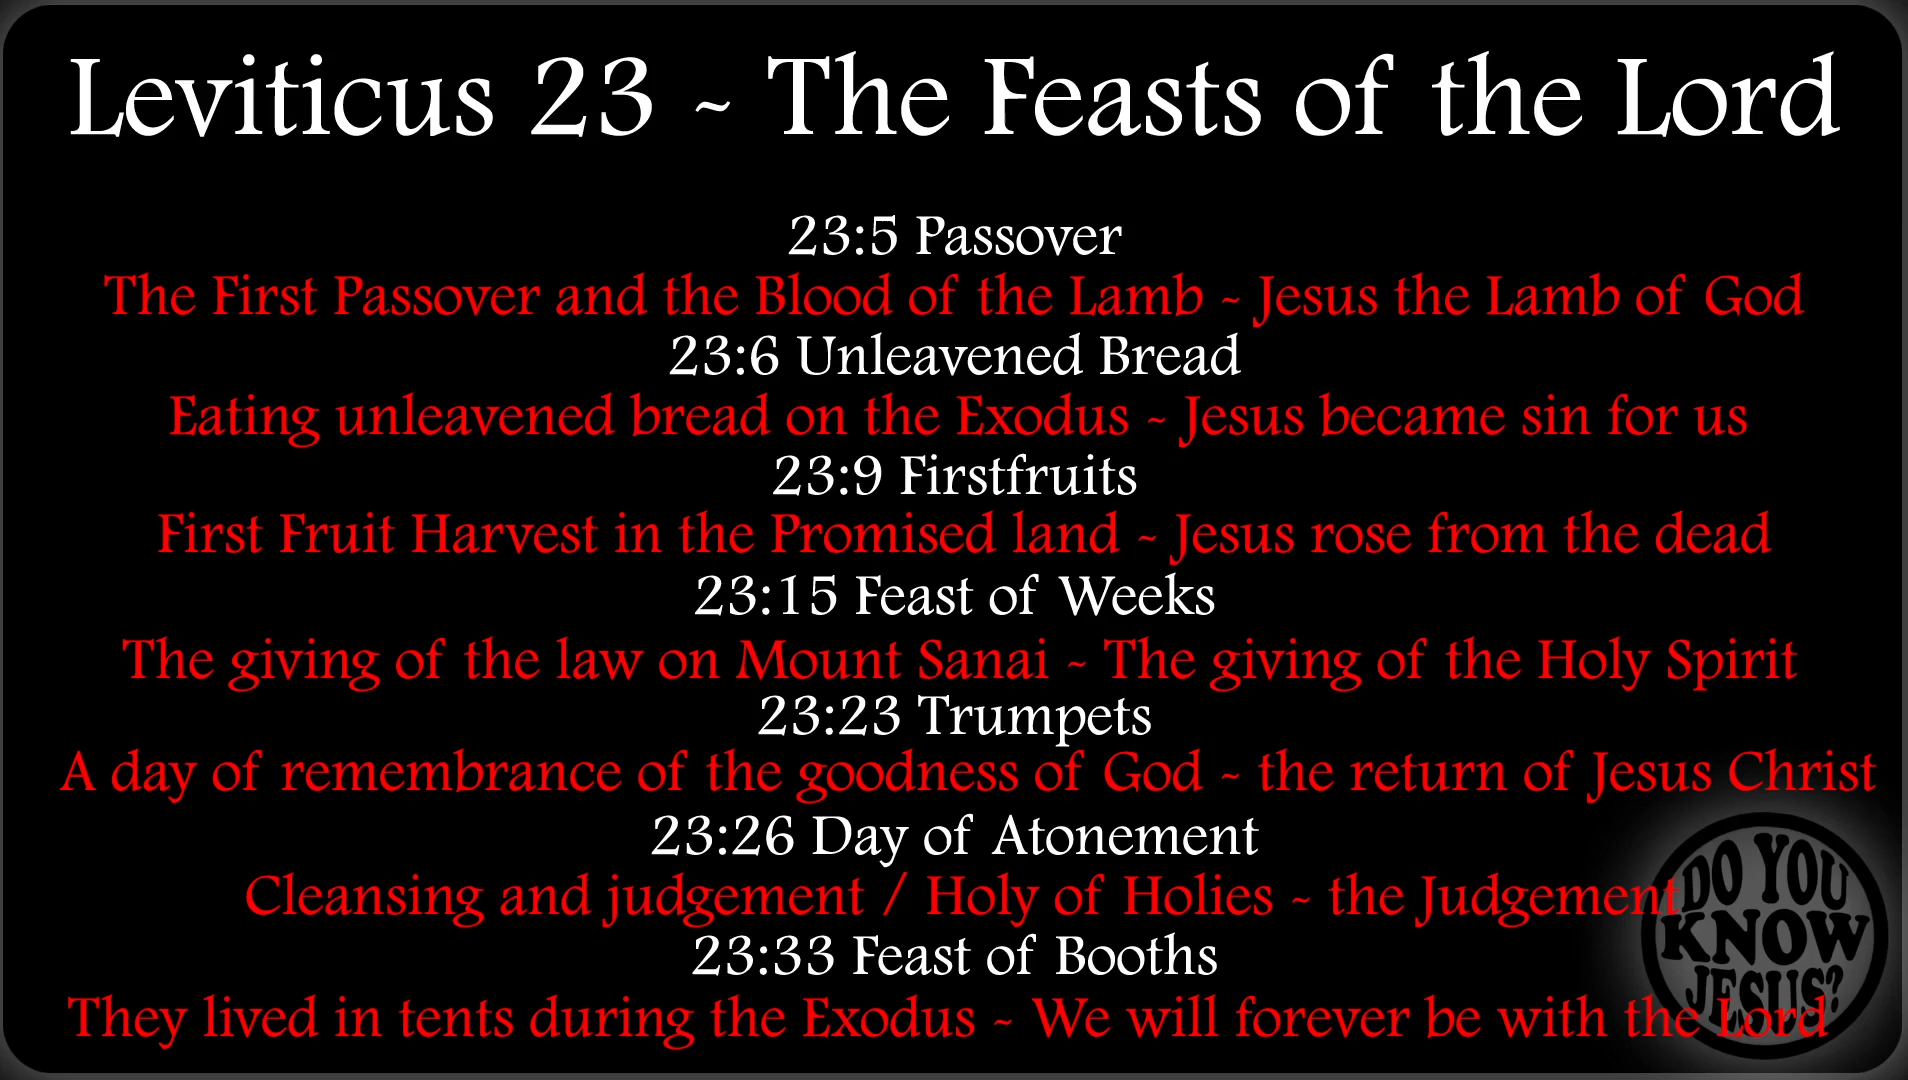 Leviticus 23 ~ The Feasts of the Lord
23:5 Passover
The First Passover and the Blood of the Lamb ~ Jesus the Lamb of God
23:6 Unleavened Bread
Eating unleavened bread on the Exodus ~ Jesus became sin for us
23:9 Firstfruits
First Fruit Harvest in the Promised land ~ Jesus rose from the dead
23:15 Feast of Weeks
The giving of the law on Mount Sanai ~ The giving of the Holy Spirit
23:23 Trumpets
A day of remembrance of the goodness of God ~ the return of Jesus Christ
23:26 Day of Atonement
Cleansing and judgement / Holy of Holies ~ the Judgement
23:33 Feast of Booths
They lived in tents during the Exodus ~ We will forever be with the Lord
DO YOU
KNOW
JESUS?